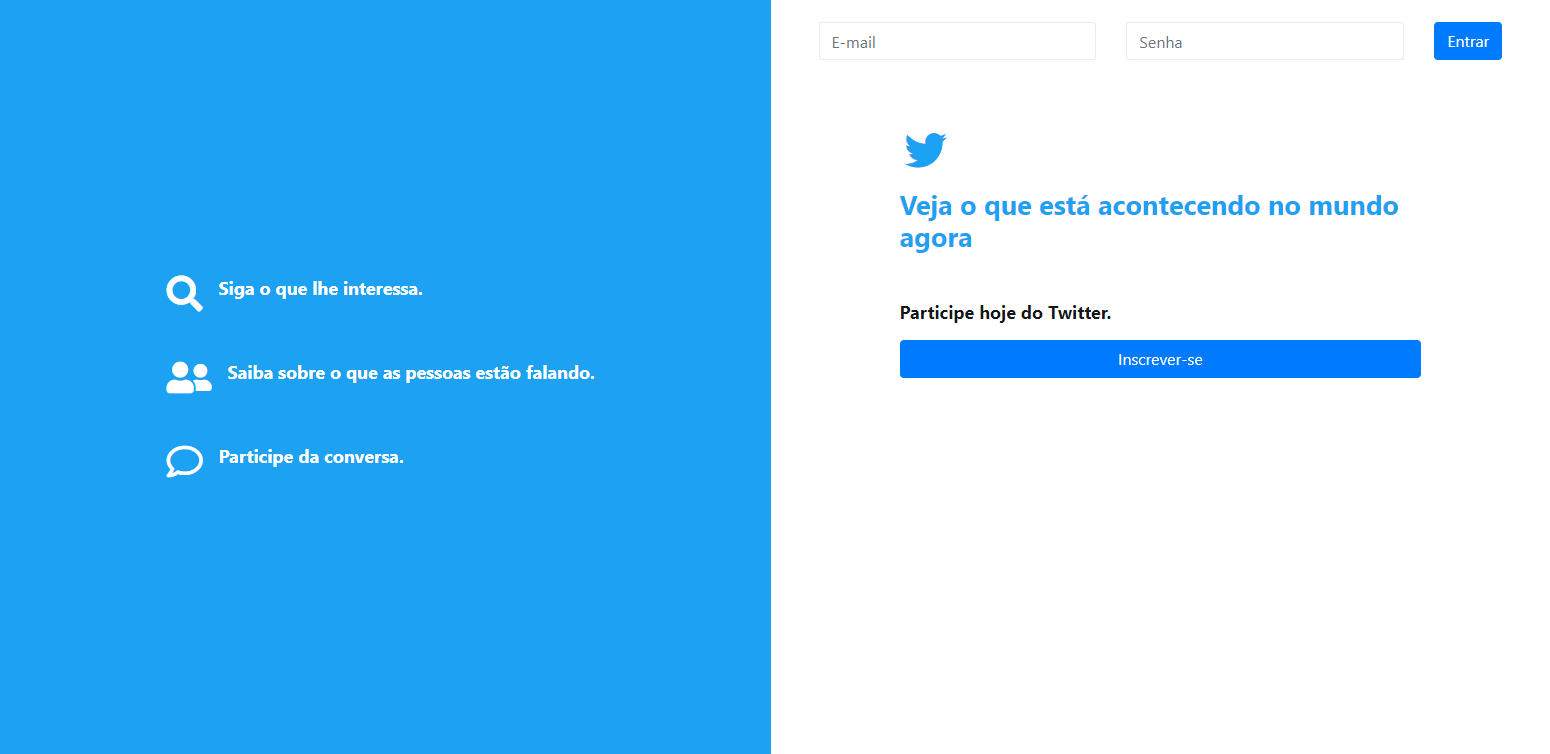 Siga o que lhe interessa.
Saiba sobre o que as pessoas estão falando.
Participe da conversa.
E-mail
Senha
Entrar
Veja o que está acontecendo no mundo
agora
Participe hoje do Twitter.
Inscrever-se